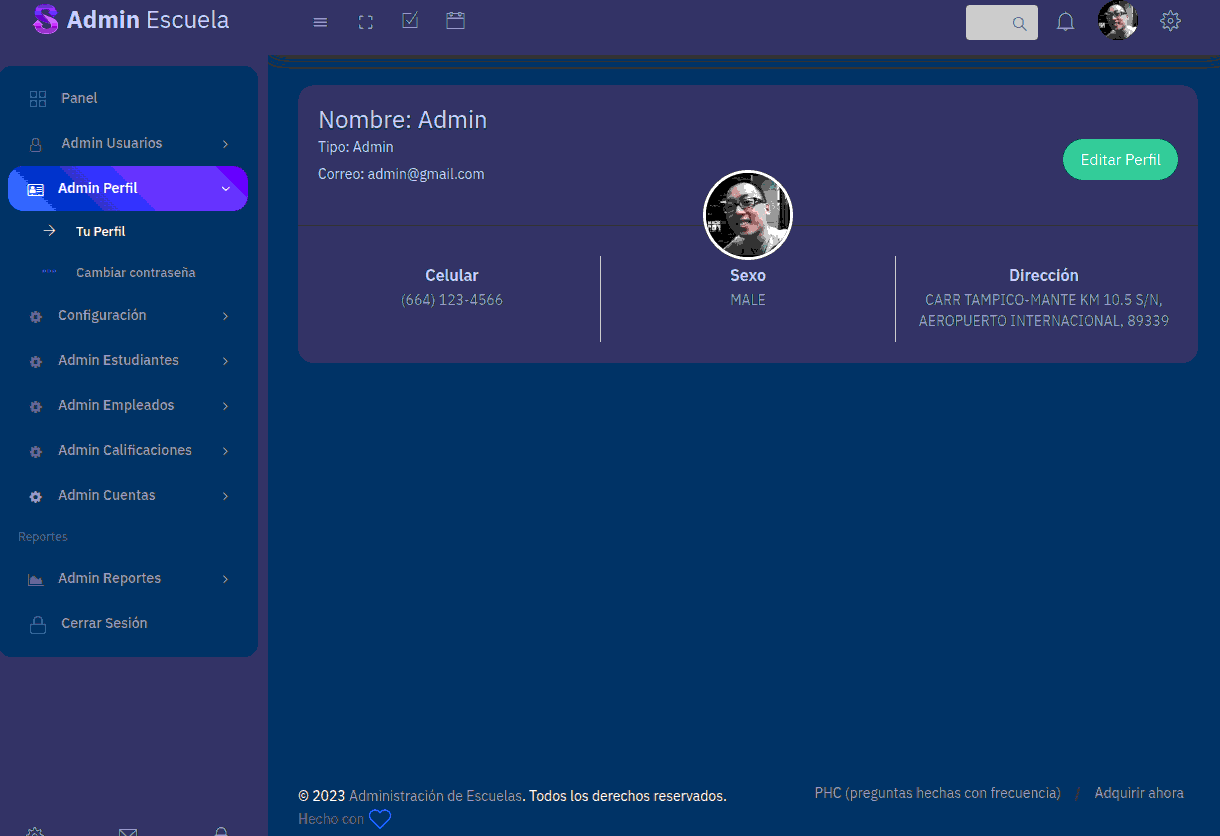 Admin Escuela
Panel
Admin Usuarios
Admin Perfil
Tu Perfil
Cambiar contraseña
Configuración
Admin Estudiantes
Admin Empleados
Admin Calificaciones
Admin Cuentas
Reportes
Admin Reportes
Cerrar Sesión
Nombre: Admin
Tipo: Admin
Correo: admin@gmail.com
Editar Perfil
Celular
(664) 123-4566
Sexo
MALE
Dirección
CARR TAMPICO-MANTE KM 10.5 S/N,
AEROPUERTO INTERNACIONAL, 89339
© 2023 Administración de Escuelas. Todos los derechos reservados.
Hecho con
PHC (preguntas hechas con frecuencia) / Adquirir ahora